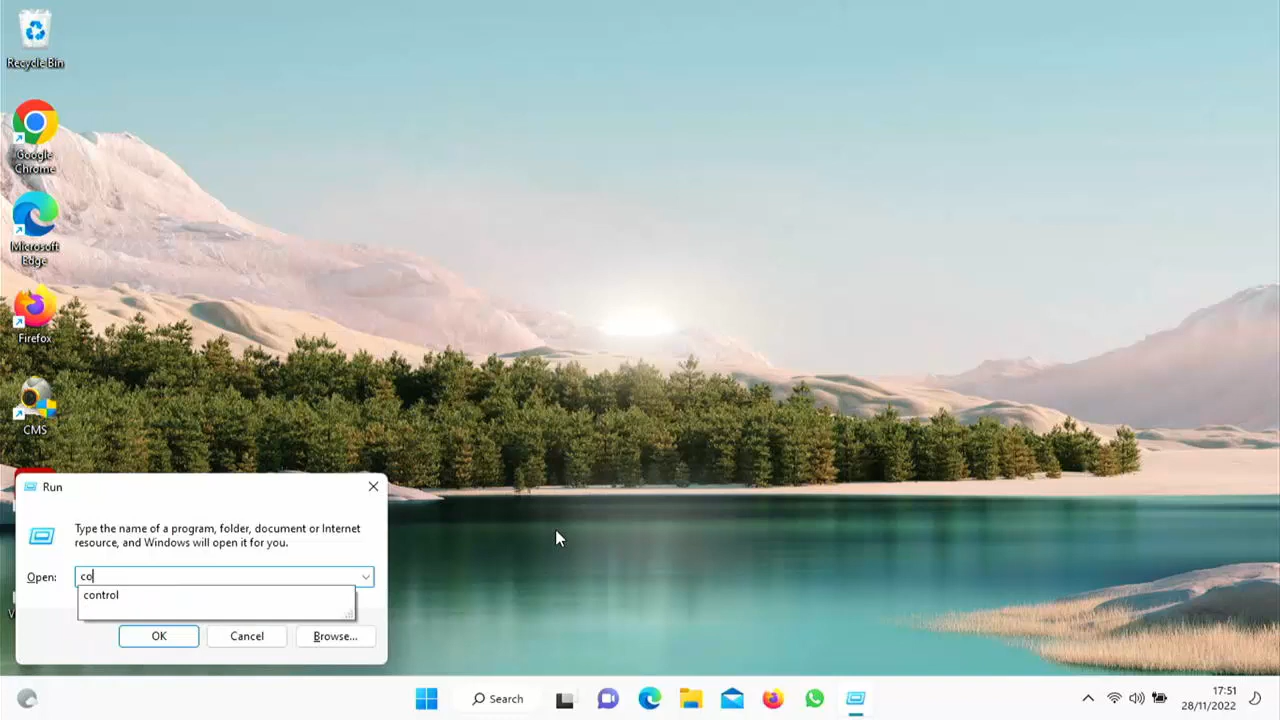 Recycle Bin
Google
Chrome
Microsoft
Edge
Firefox
CMS
Run
Type the name of a program, folder, document or Internet
resource, and Windows will open it for you.
Open: co
control
OK Cancel Browse...
Search
17:51
28/11/2022